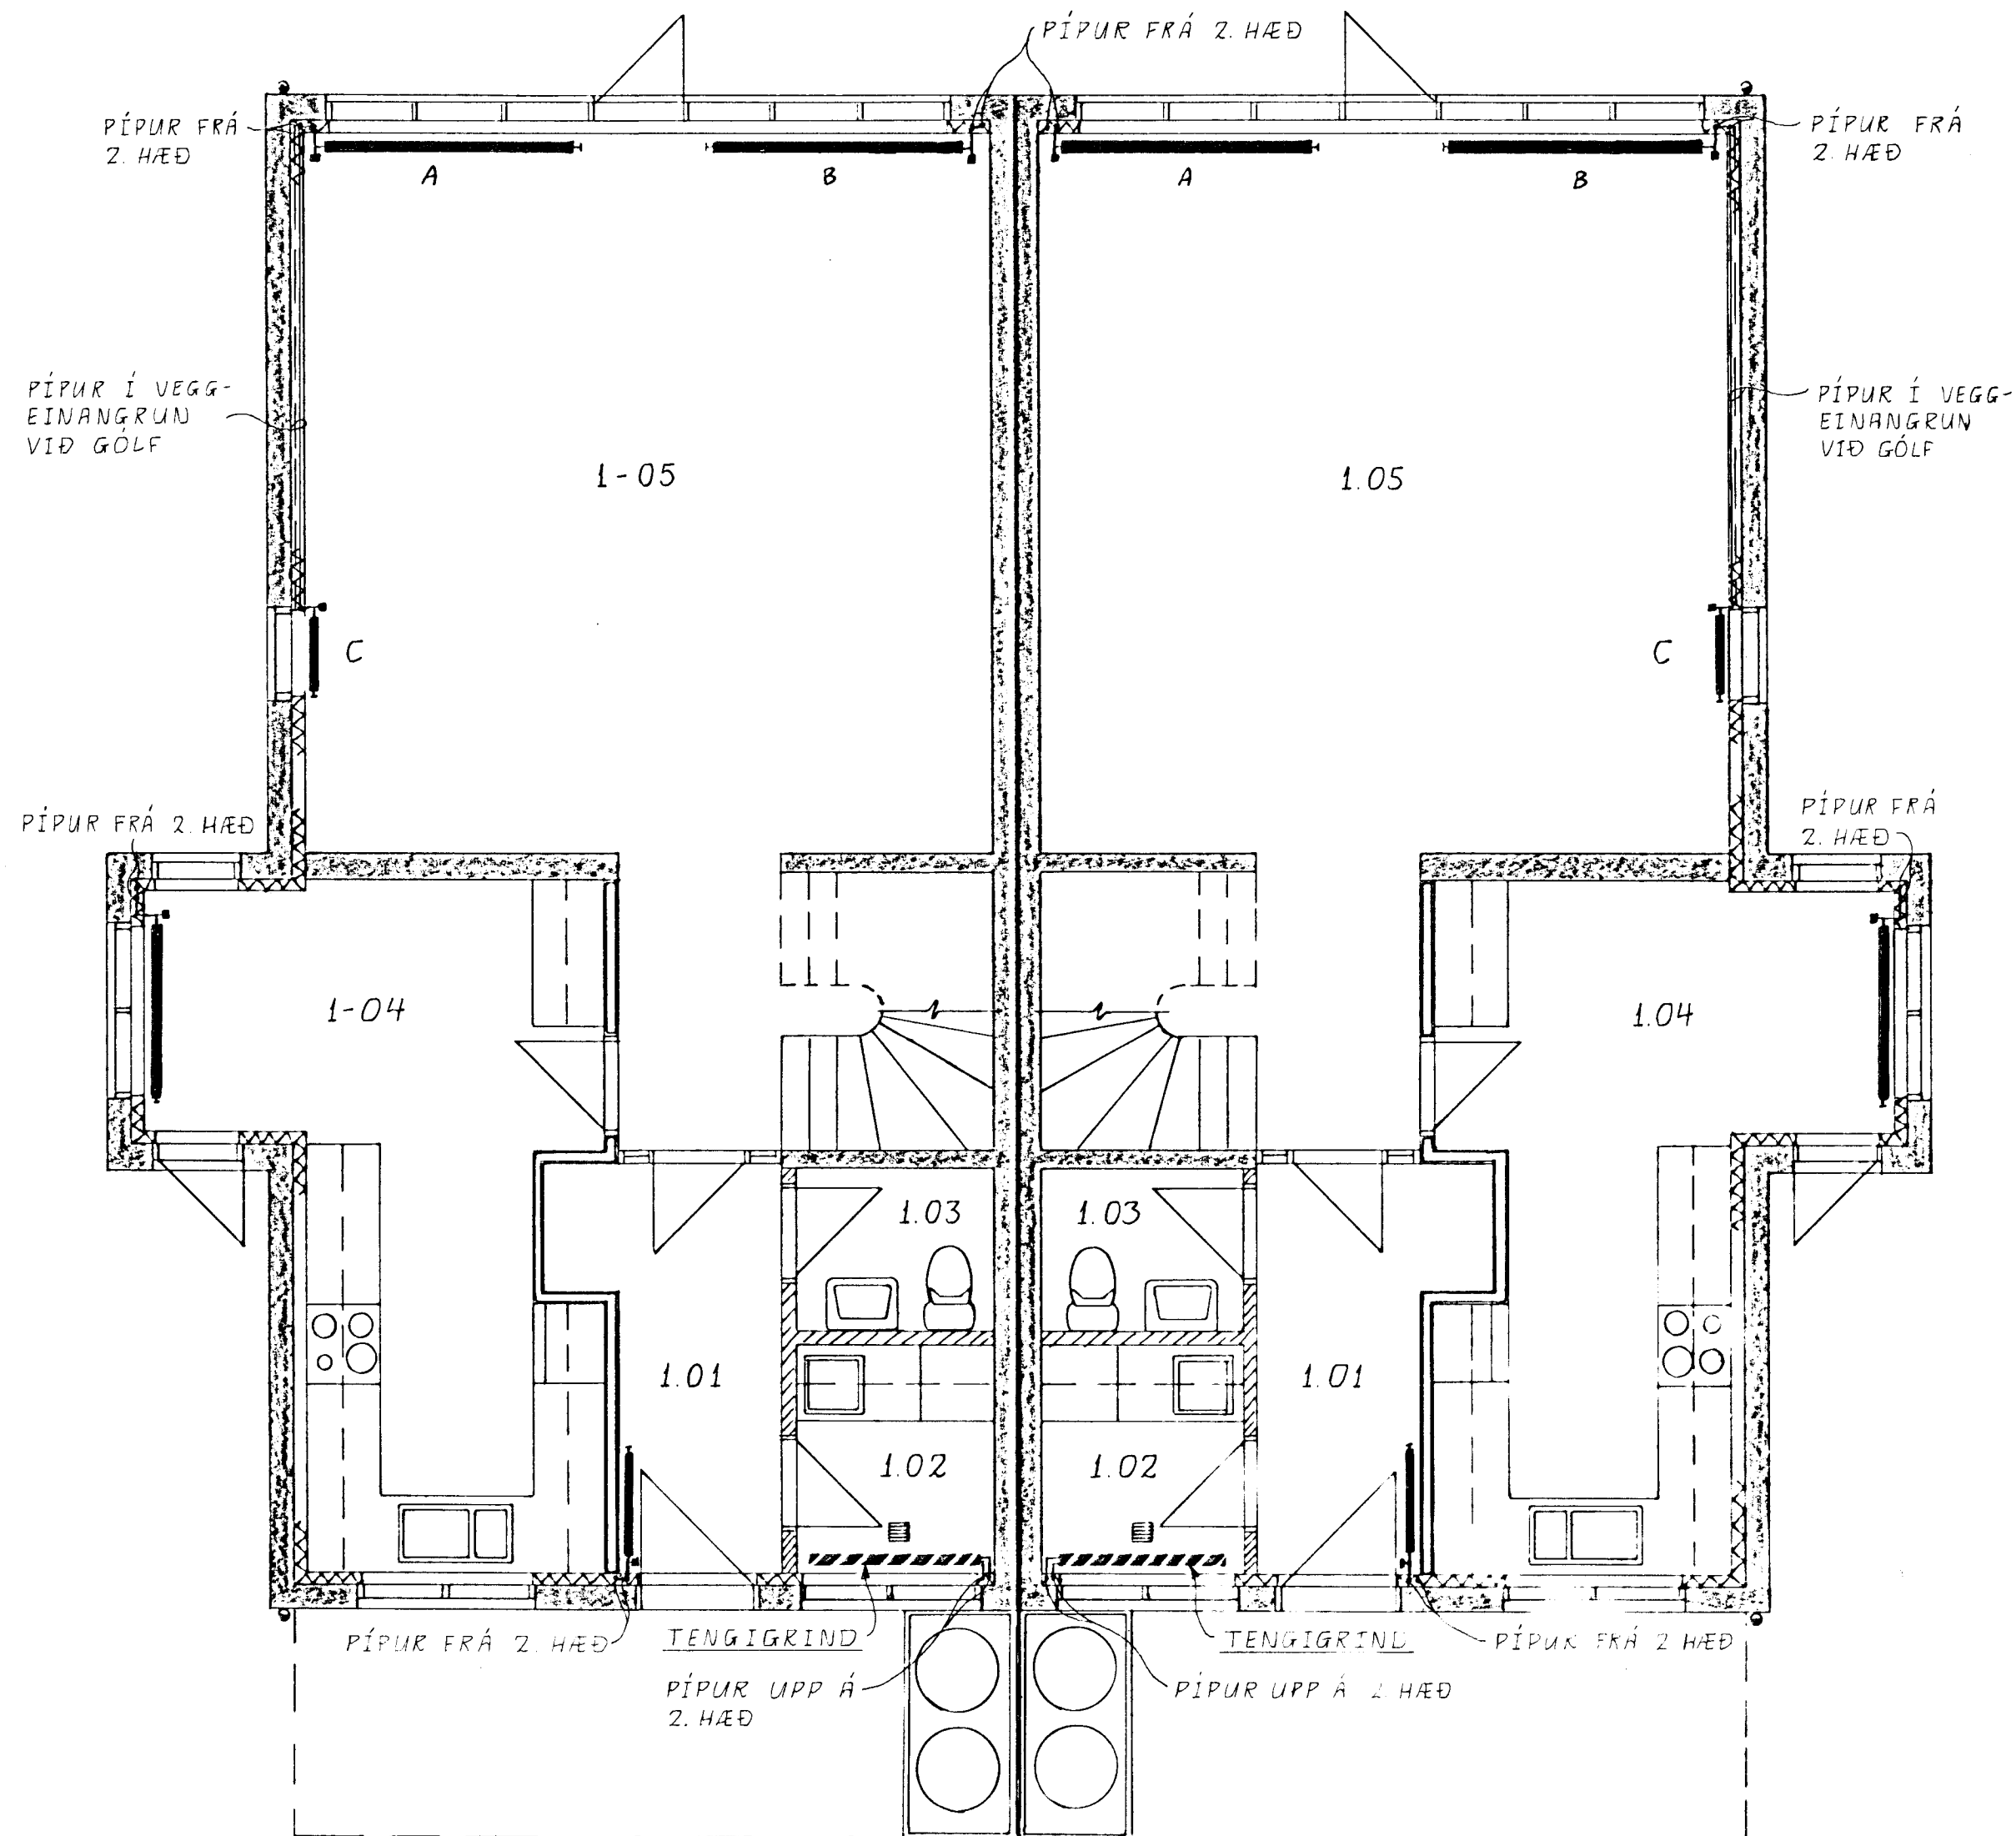 PÍPUR FRÁ 2. HÆÐ
PÍPUR FRÁ
2. HÆÐ
PÍPUR FRÁ
2. HÆÐ
A
B
A
B
PÍPUR Í VEGG-
EINANGRUN
VIÐ GÓLF
PÍPUR Í VEGG-
EINANGRUN
VIÐ GÓLF
1-05
1.05
C
C
PÍPUR FRÁ 2. HÆÐ
PÍPUR FRÁ
2. HÆÐ
1-04
1.04
1.03
1.03
1.01
1.01
1.02
1.02
PÍPUR FRÁ 2. HÆÐ
TENGIGRIND
TENGIGRIND
PÍPUR FRÁ 2 HÆÐ
PÍPUR UPP Á
2. HÆÐ
PÍPUR UPP Á 2. HÆÐ